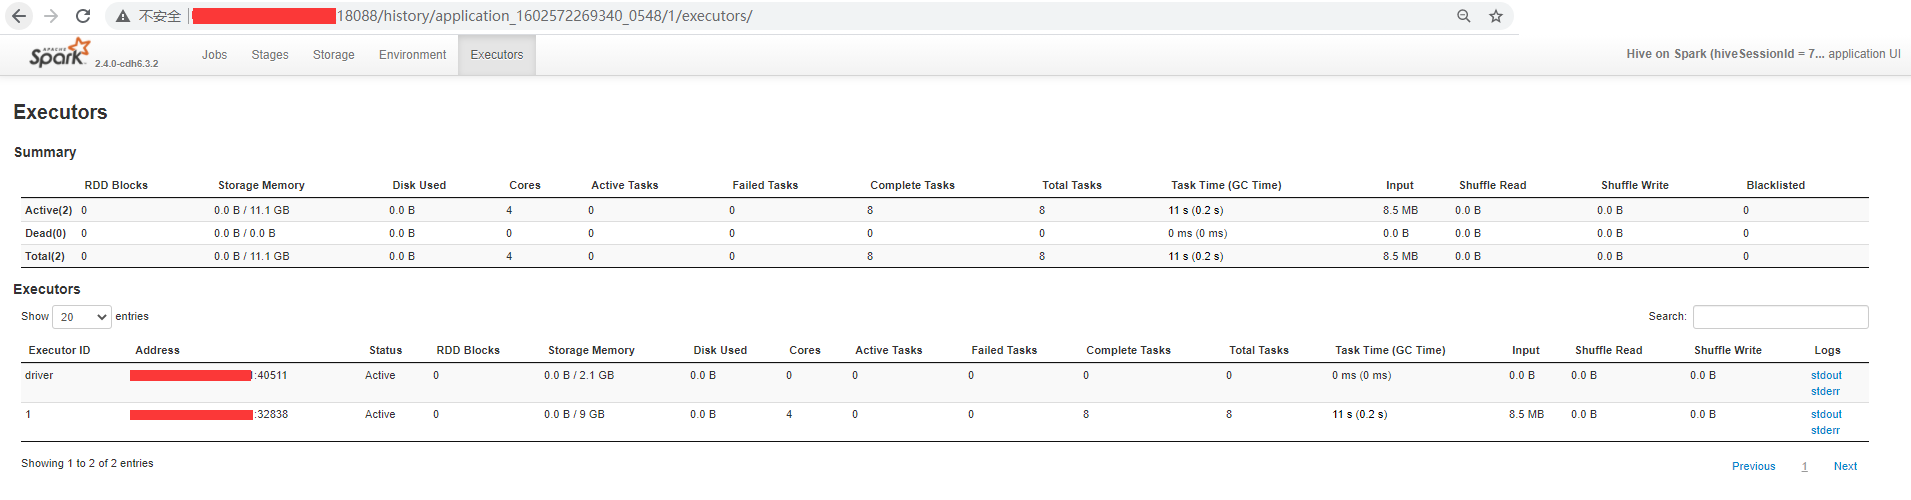 不安全 18088/history/application_1602572269340_0548/1/executors/
APACHE Spark 2.4.0-cdh6.3.2 Jobs Stages Storage Environment Executors Hive on Spark (hiveSessionId = 7... application UI
Executors
Summary
RDD Blocks Storage Memory Disk Used Cores Active Tasks Failed Tasks Complete Tasks Total Tasks Task Time (GC Time) Input Shuffle Read Shuffle Write Blacklisted
Active(2) 0 0.0 B / 11.1 GB 0.0 B 4 0 0 8 8 11 s (0.2 s) 8.5 MB 0.0 B 0.0 B 0
Dead(0) 0 0.0 B / 0.0 B 0.0 B 0 0 0 0 0 0 ms (0 ms) 0.0 B 0.0 B 0.0 B 0
Total(2) 0 0.0 B / 11.1 GB 0.0 B 4 0 0 8 8 11 s (0.2 s) 8.5 MB 0.0 B 0.0 B 0
Executors
Show 20 entries Search:
Executor ID Address Status RDD Blocks Storage Memory Disk Used Cores Active Tasks Failed Tasks Complete Tasks Total Tasks Task Time (GC Time) Input Shuffle Read Shuffle Write Logs
driver :40511 Active 0 0.0 B / 2.1 GB 0.0 B 0 0 0 0 0 0 ms (0 ms) 0.0 B 0.0 B 0.0 B stdout
stderr
1 :32838 Active 0 0.0 B / 9 GB 0.0 B 4 0 0 8 8 11 s (0.2 s) 8.5 MB 0.0 B 0.0 B stdout
stderr
Showing 1 to 2 of 2 entries Previous 1 Next